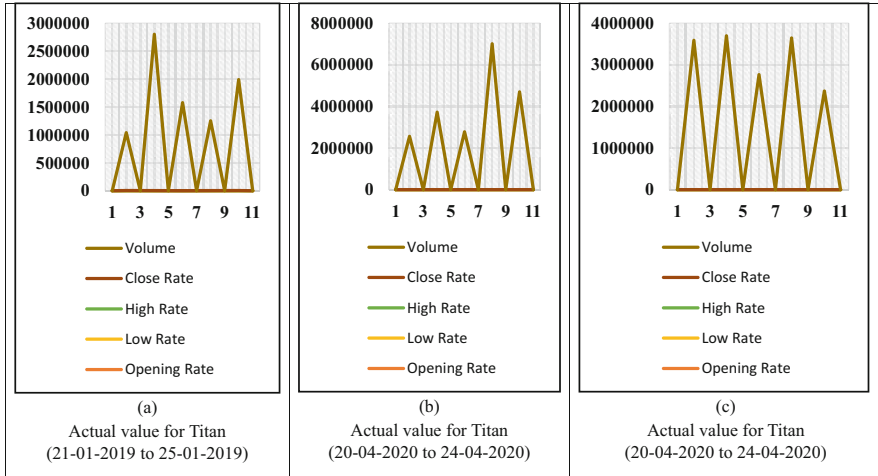 3000000
2500000
2000000
1500000
1000000
500000
0
1 3 5 7 9 11
Volume
Close Rate
High Rate
Low Rate
Opening Rate
(a)
Actual value for Titan
(21-01-2019 to 25-01-2019)
8000000
6000000
4000000
2000000
0
1 3 5 7 9 11
Volume
Close Rate
High Rate
Low Rate
Opening Rate
(b)
Actual value for Titan
(20-04-2020 to 24-04-2020)
4000000
3000000
2000000
1000000
0
1 3 5 7 9 11
Volume
Close Rate
High Rate
Low Rate
Opening Rate
(c)
Actual value for Titan
(20-04-2020 to 24-04-2020)